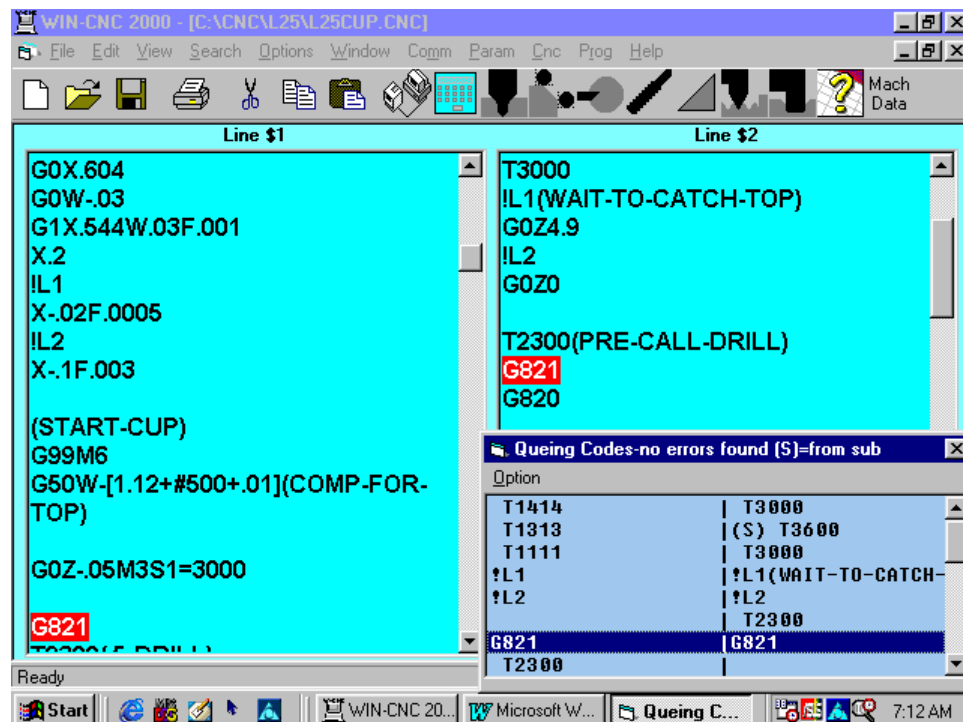 WIN-CNC 2000 - [C:\CNC\L25\L25CUP.CNC]
File Edit View Search Options Window Comm Param Cnc Prog Help
Mach
Data
Line $1
G0X.604
G0W-.03
G1X.544W.03F.001
X.2
!L1
X-.02F.0005
!L2
X-.1F.003
(START-CUP)
G99M6
G50W-[1.12+#500+.01](COMP-FOR-
TOP)
G0Z-.05M3S1=3000
G821
Line $2
T3000
!L1(WAIT-TO-CATCH-TOP)
G0Z4.9
!L2
G0Z0
T2300(PRE-CALL-DRILL)
G821
G820
Queing Codes-no errors found (S)=from sub
Option
T1414 | T3000
T1313 |(S) T3600
T1111 | T3000
!L1 |!L1(WAIT-TO-CATCH-
!L2 |!L2
| T2300
G821 |G821
T2300 |
Ready
Start WIN-CNC 20... Microsoft W... Queing C... 7:12 AM